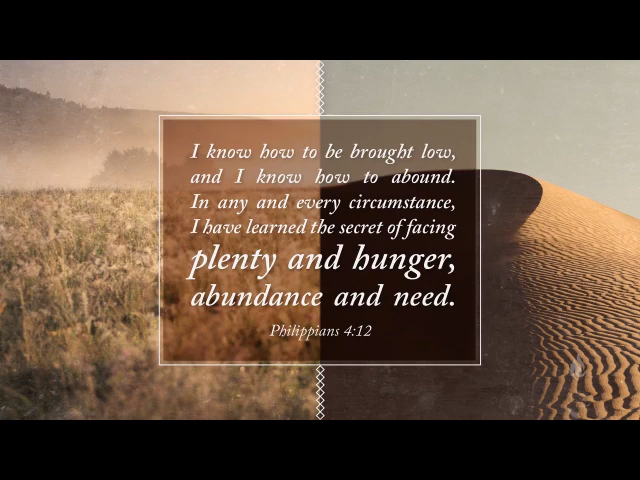 I know how to be brought low,
and I know how to abound.
In any and every circumstance,
I have learned the secret of facing
plenty and hunger,
abundance and need.
Philippians 4:12